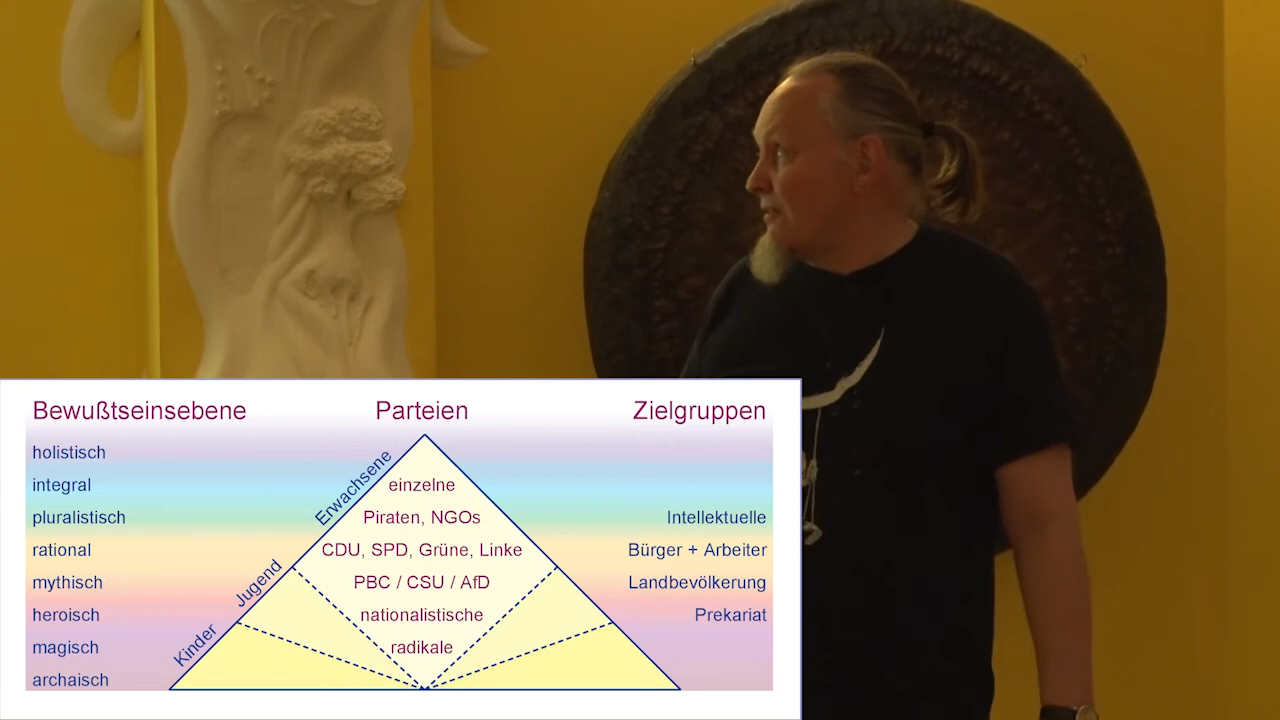 Bewußtseinsebene Parteien Zielgruppen
holistisch
integral einzelne
pluralistisch Piraten, NGOs Intellektuelle
rational CDU, SPD, Grüne, Linke Bürger + Arbeiter
mythisch PBC / CSU / AfD Landbevölkerung
heroisch nationalistische Prekariat
magisch radikale
archaisch
Erwachsene
Jugend
Kinder